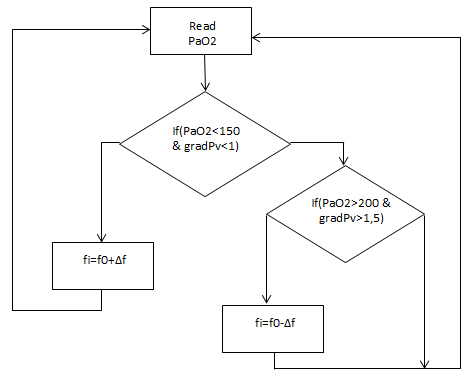 Read
PaO2
If(PaO2<150
& gradPv<1)
If(PaO2>200 &
gradPv>1,5)
fi=f0+Δf
fi=f0-Δf